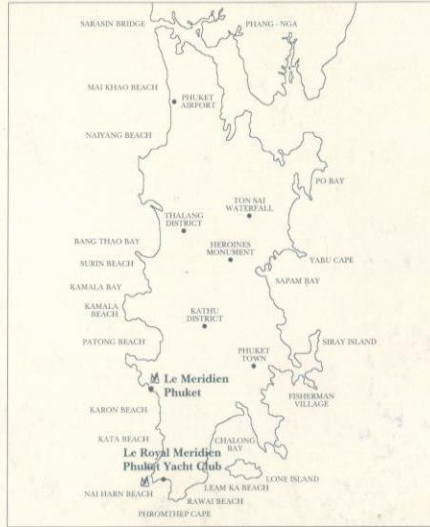 SARASIN BRIDGE
PHANG - NGA
MAI KHAO BEACH
PHUKET
AIRPORT
NAIYANG BEACH
PO BAY
TON SAI
WATERFALL
THALANG
DISTRICT
BANG THAO BAY
HEROINES
MONUMENT
YABU CAPE
SURIN BEACH
SAPAM BAY
KAMALA BAY
KAMALA
BEACH
KATHU
DISTRICT
PATONG BEACH
SIRAY ISLAND
PHUKET
TOWN
Le Meridien
Phuket
FISHERMAN
VILLAGE
KARON BEACH
KATA BEACH
CHALONG
BAY
Le Royal Meridien
Phuket Yacht Club
LONE ISLAND
LEAM KA BEACH
NAI HARN BEACH
RAWAI BEACH
PHROMTHEP CAPE